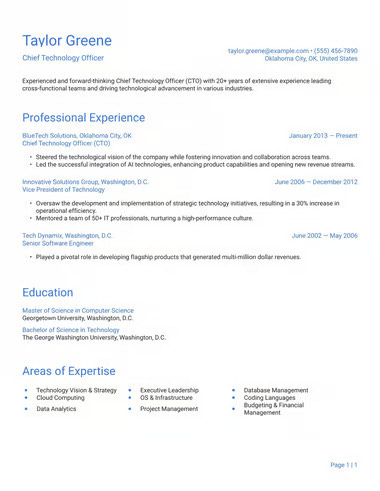 Taylor Greene
Chief Technology Officer
taylor.greene@example.com • (555) 456-7890
Oklahoma City, OK, United States
Experienced and forward-thinking Chief Technology Officer (CTO) with 20+ years of extensive experience leading
cross-functional teams and driving technological advancement in various industries.
Professional Experience
BlueTech Solutions, Oklahoma City, OK January 2013 — Present
Chief Technology Officer (CTO)
• Steered the technological vision of the company while fostering innovation and collaboration across teams.
• Led the successful integration of AI technologies, enhancing product capabilities and opening new revenue streams.
Innovative Solutions Group, Washington, D.C. June 2006 — December 2012
Vice President of Technology
• Oversaw the development and implementation of strategic technology initiatives, resulting in a 30% increase in
operational efficiency.
• Mentored a team of 50+ IT professionals, nurturing a high-performance culture.
Tech Dynamix, Washington, D.C. June 2002 — May 2006
Senior Software Engineer
• Played a pivotal role in developing flagship products that generated multi-million dollar revenues.
Education
Master of Science in Computer Science
Georgetown University, Washington, D.C.
Bachelor of Science in Technology
The George Washington University, Washington, D.C.
Areas of Expertise
• Technology Vision & Strategy • Executive Leadership • Database Management
• Cloud Computing • OS & Infrastructure • Coding Languages
• Data Analytics • Project Management • Budgeting & Financial
Management
Page 1 | 1